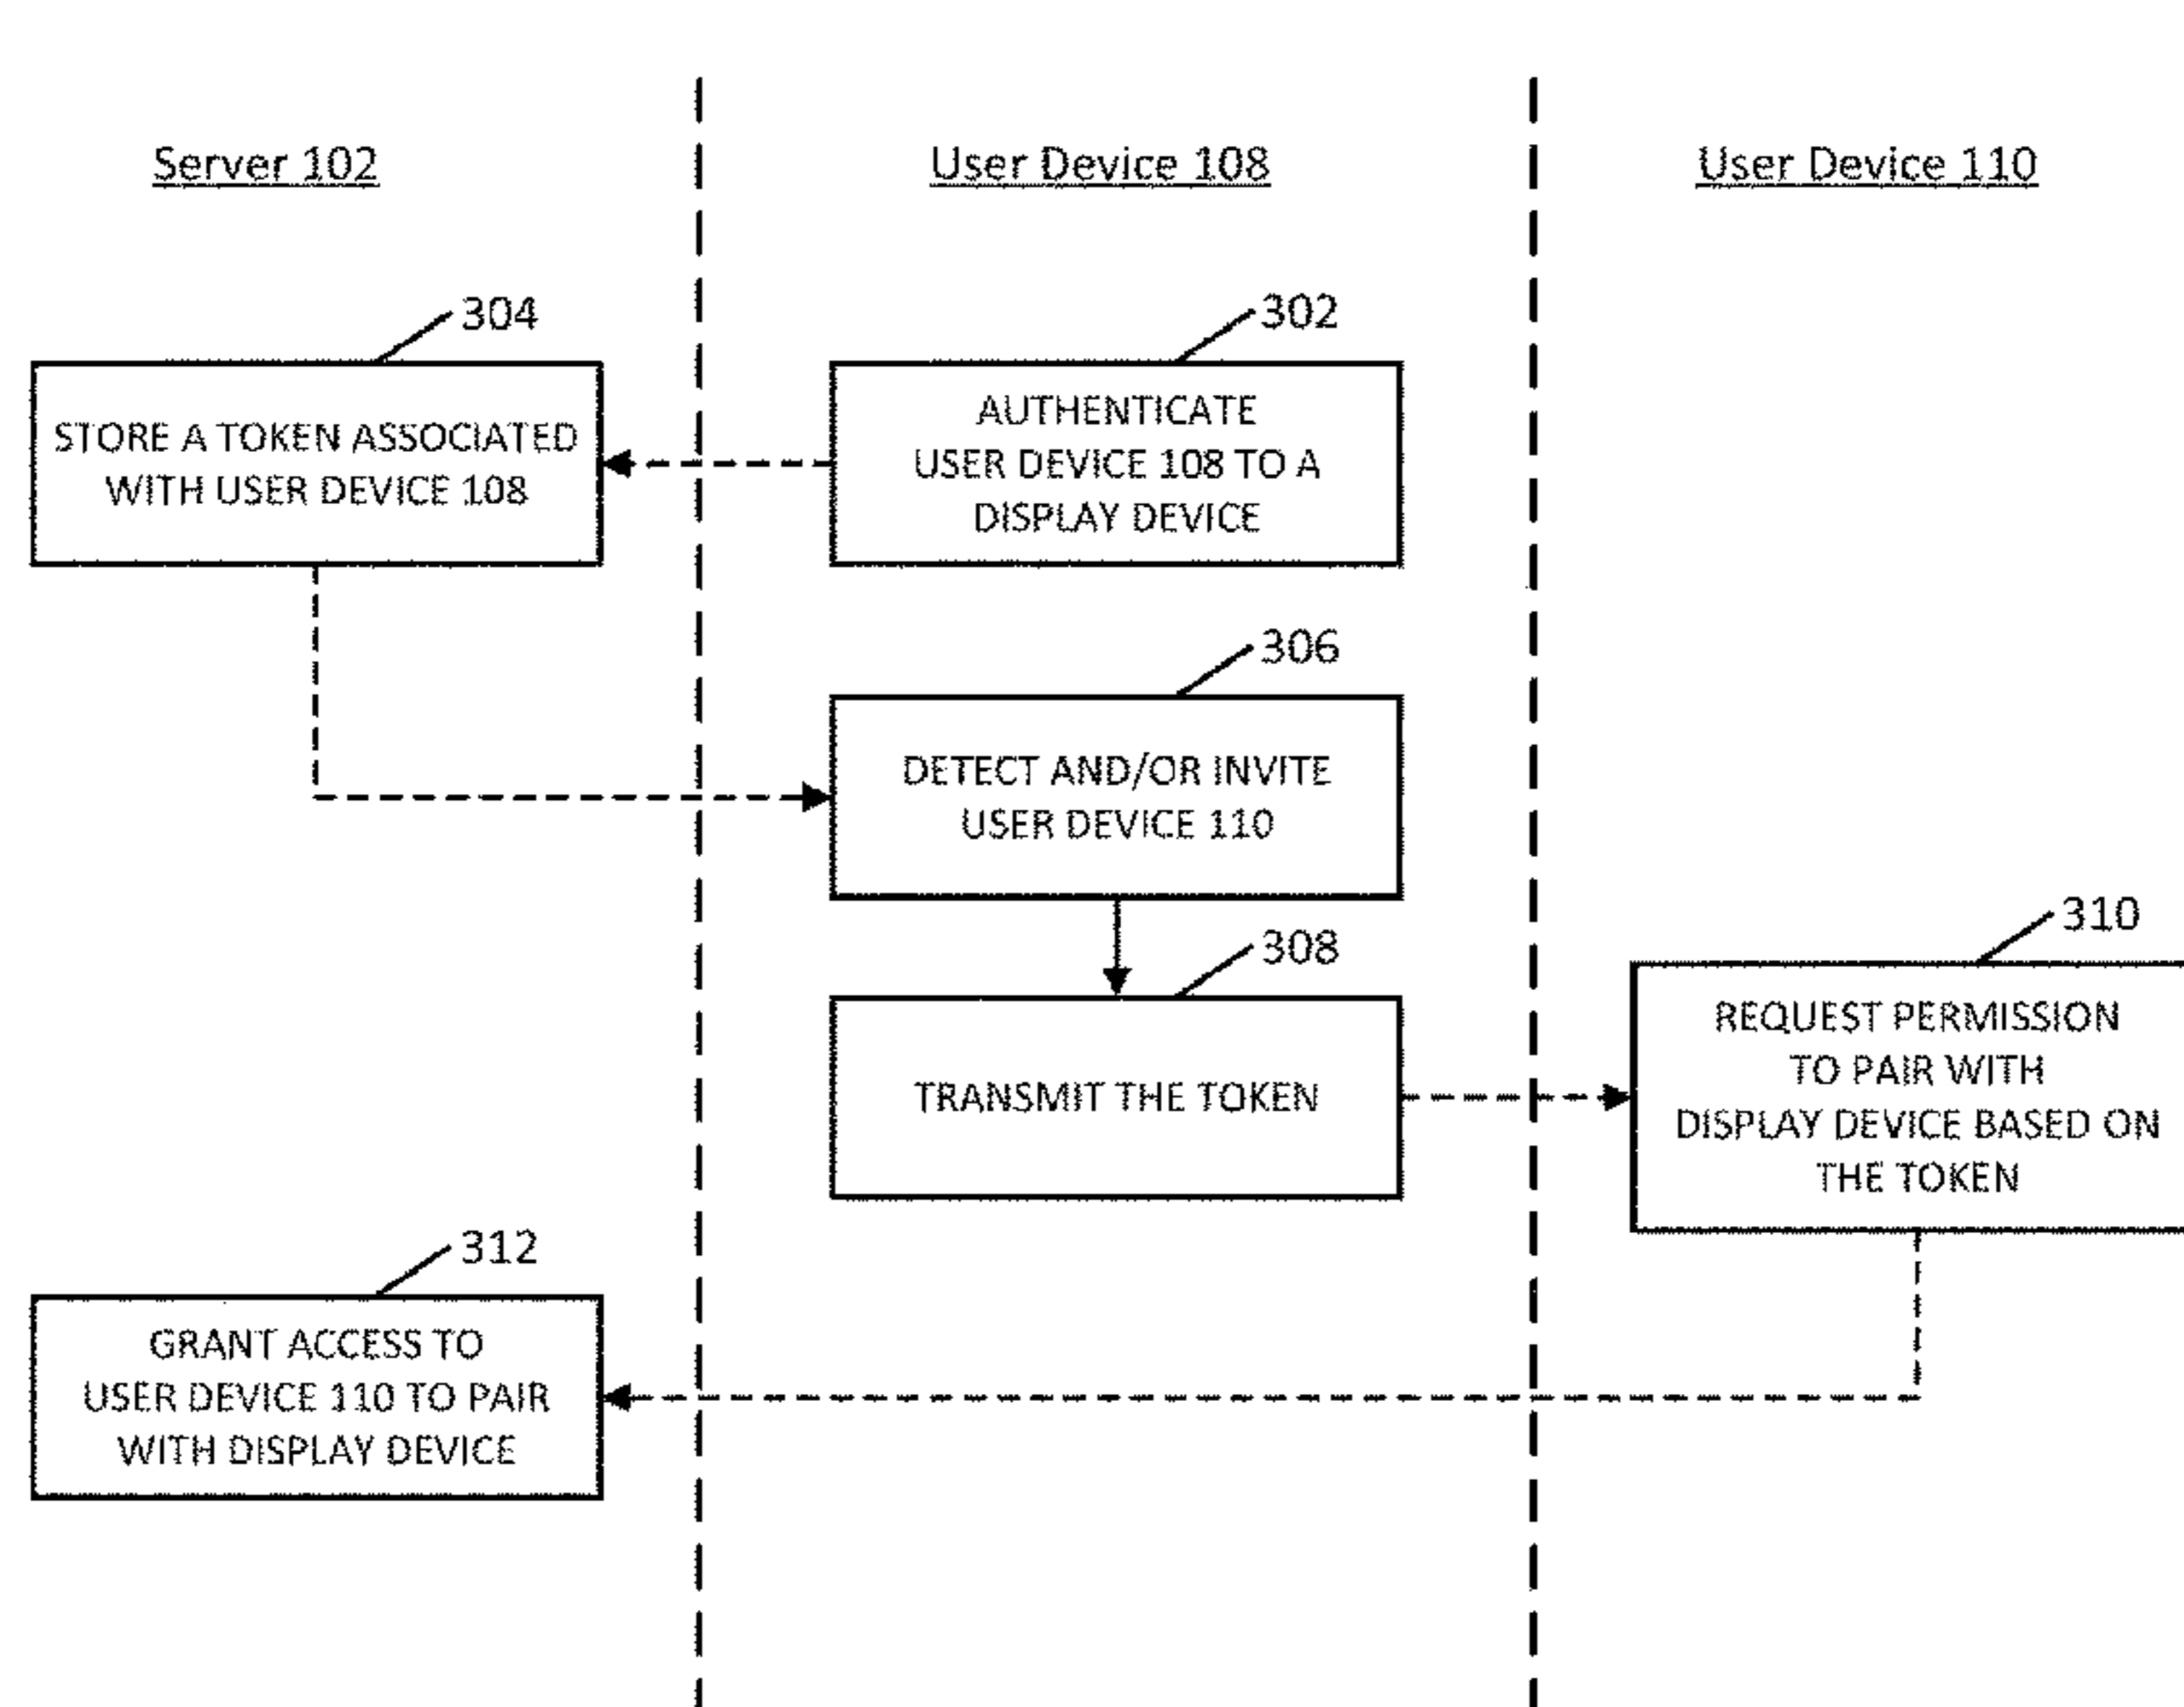 Server 102
User Device 108
User Device 110
304
STORE A TOKEN ASSOCIATED
WITH USER DEVICE 108
302
AUTHENTICATE
USER DEVICE 108 TO A
DISPLAY DEVICE
306
DETECT AND/OR INVITE
USER DEVICE 110
308
TRANSMIT THE TOKEN
310
REQUEST PERMISSION
TO PAIR WITH
DISPLAY DEVICE BASED ON
THE TOKEN
312
GRANT ACCESS TO
USER DEVICE 110 TO PAIR
WITH DISPLAY DEVICE